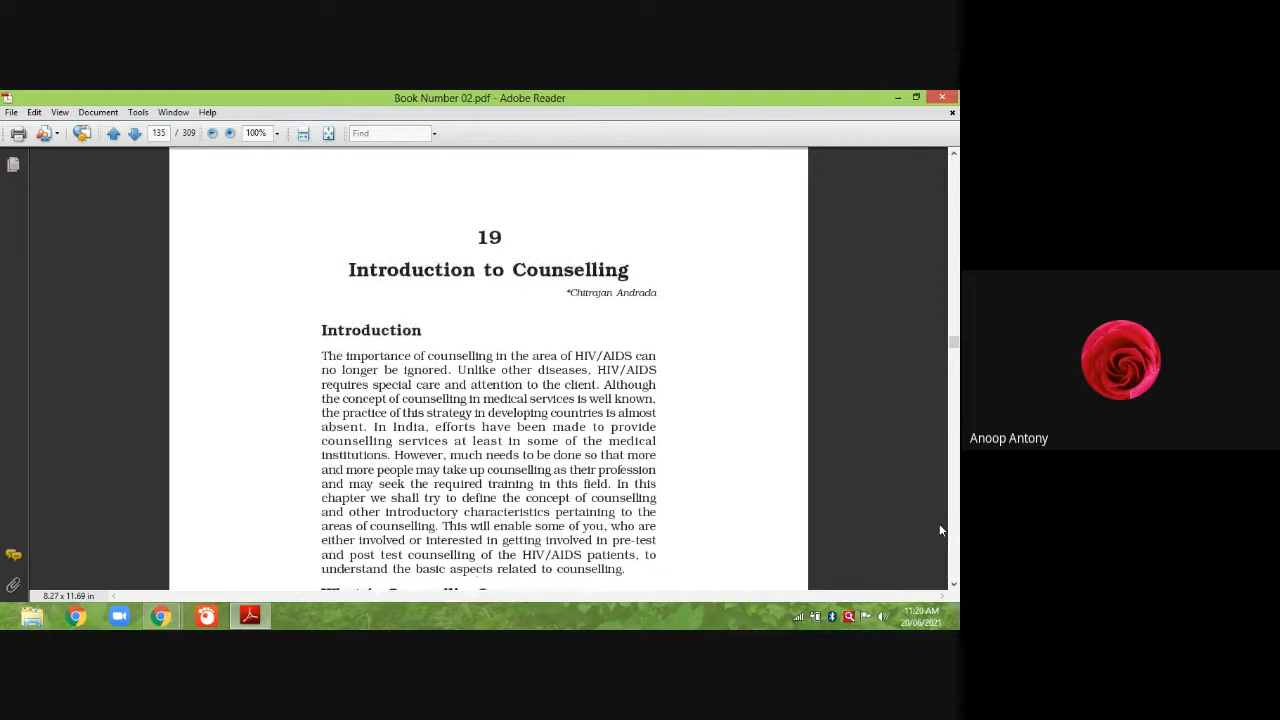 Book Number 02.pdf - Adobe Reader
File Edit View Document Tools Window Help
135 / 309 100% Find
19
Introduction to Counselling
*Chitrajan Andrada
Introduction
The importance of counselling in the area of HIV/AIDS can
no longer be ignored. Unlike other diseases, HIV/AIDS
requires special care and attention to the client. Although
the concept of counselling in medical services is well known,
the practice of this strategy in developing countries is almost
absent. In India, efforts have been made to provide
counselling services at least in some of the medical
institutions. However, much needs to be done so that more
and more people may take up counselling as their profession
and may seek the required training in this field. In this
chapter we shall try to define the concept of counselling
and other introductory characteristics pertaining to the
areas of counselling. This will enable some of you, who are
either involved or interested in getting involved in pre-test
and post test counselling of the HIV/AIDS patients, to
understand the basic aspects related to counselling.
8.27 x 11.69 in
11:20 AM
20/06/2021
Anoop Antony